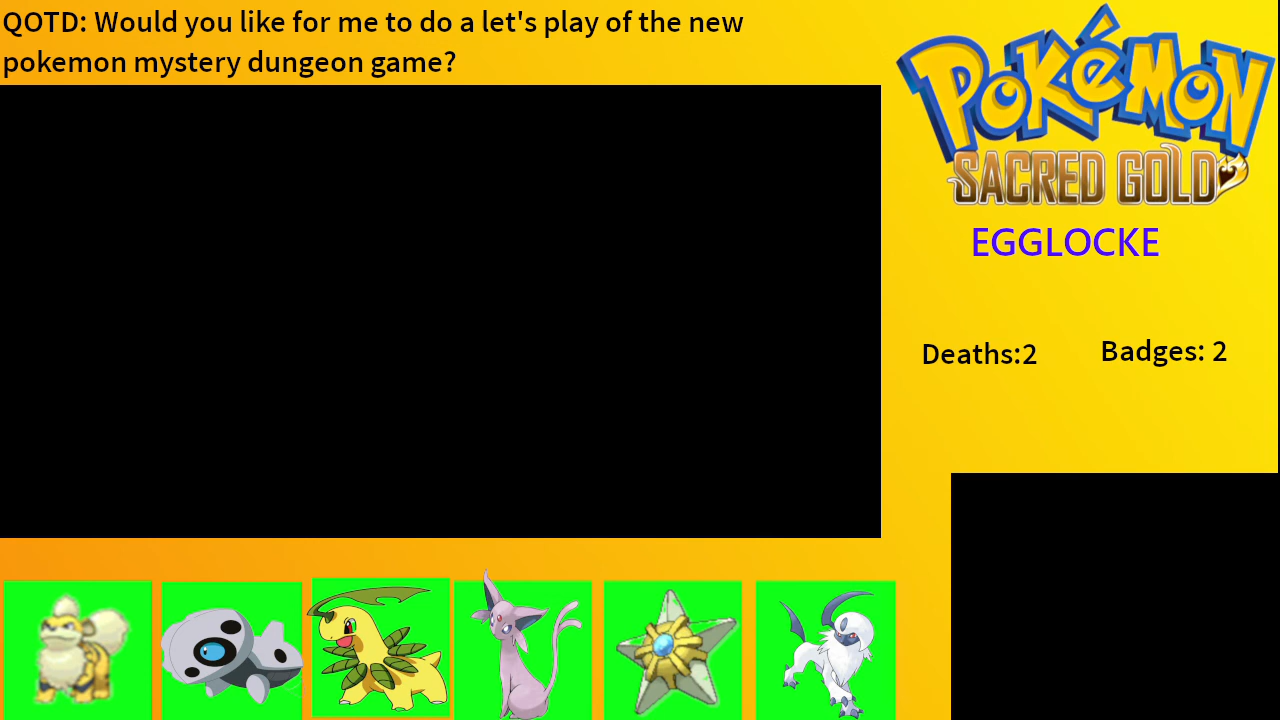 QOTD: Would you like for me to do a let's play of the new
pokemon mystery dungeon game?
POKéMON
SACRED GOLD
EGGLOCKE
Deaths:2
Badges: 2